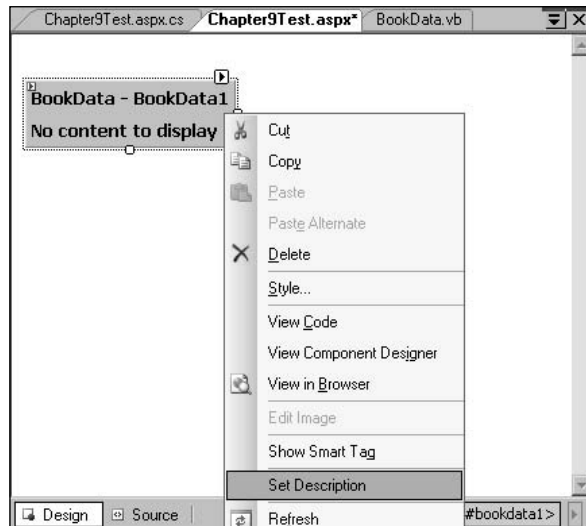 Chapter9Test.aspx.cs Chapter9Test.aspx* BookData.vb
BookData - BookData1
No content to display
Cut
Copy
Paste
Paste Alternate
Delete
Style...
View Code
View Component Designer
View in Browser
Edit Image
Show Smart Tag
Set Description
Refresh
Design Source #bookdata1>